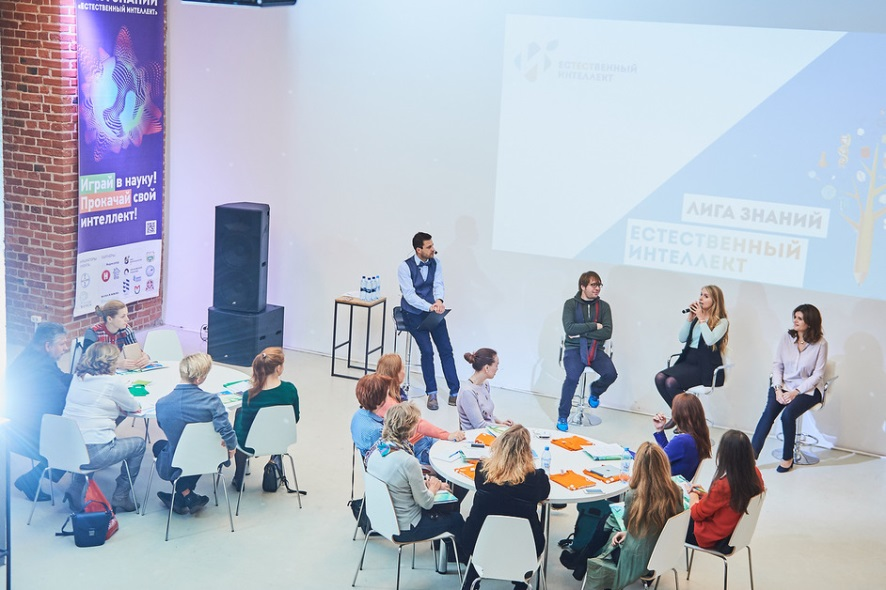 «ЕСТЕСТВЕННЫЙ ИНТЕЛЛЕКТ»
Играй в науку!
Прокачай свой
интеллект!
ЕСТЕСТВЕННЫЙ
ИНТЕЛЛЕКТ
ЛИГА ЗНАНИЙ
ЕСТЕСТВЕННЫЙ
ИНТЕЛЛЕКТ